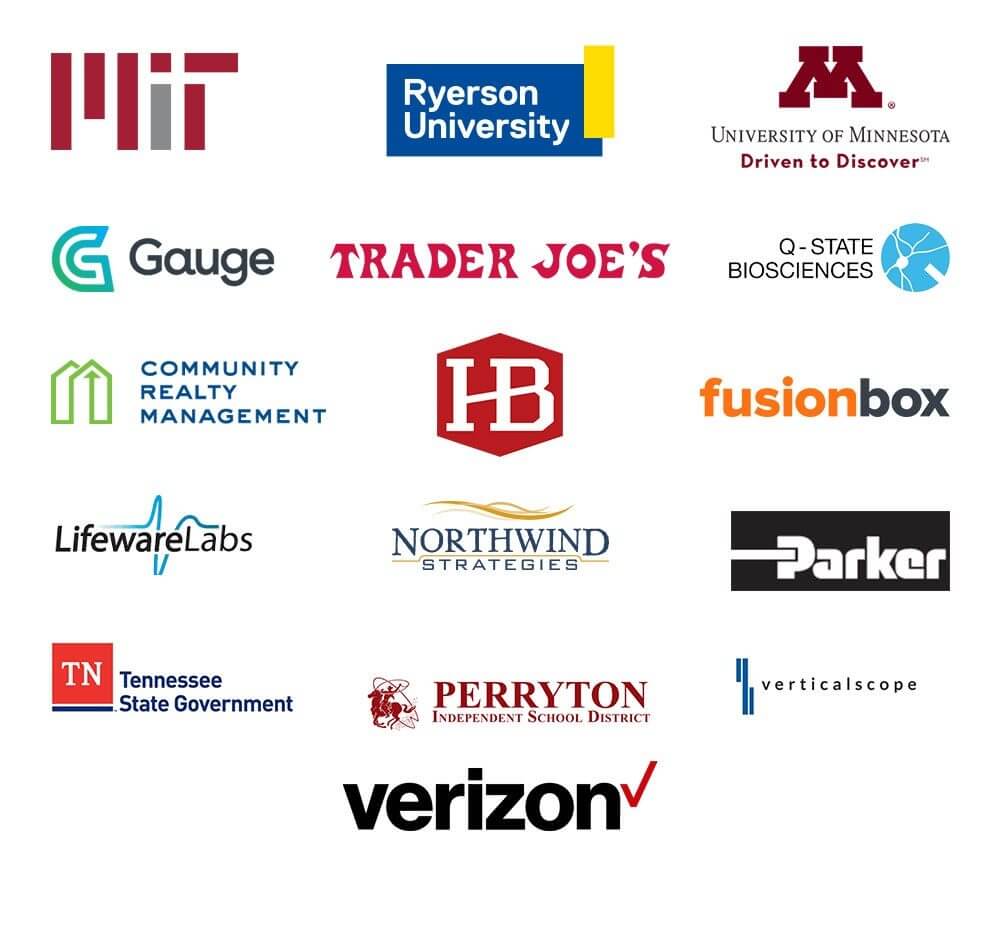 MiT
Ryerson
University
M®
UNIVERSITY OF MINNESOTA
Driven to Discover℠
Gauge
TRADER JOE'S
Q-STATE
BIOSCIENCES
COMMUNITY
REALTY
MANAGEMENT
HB
fusionbox
LifewareLabs
NORTHWIND
STRATEGIES
Parker
TN
Tennessee
State Government
PERRYTON
INDEPENDENT SCHOOL DISTRICT
verticalscope
verizon